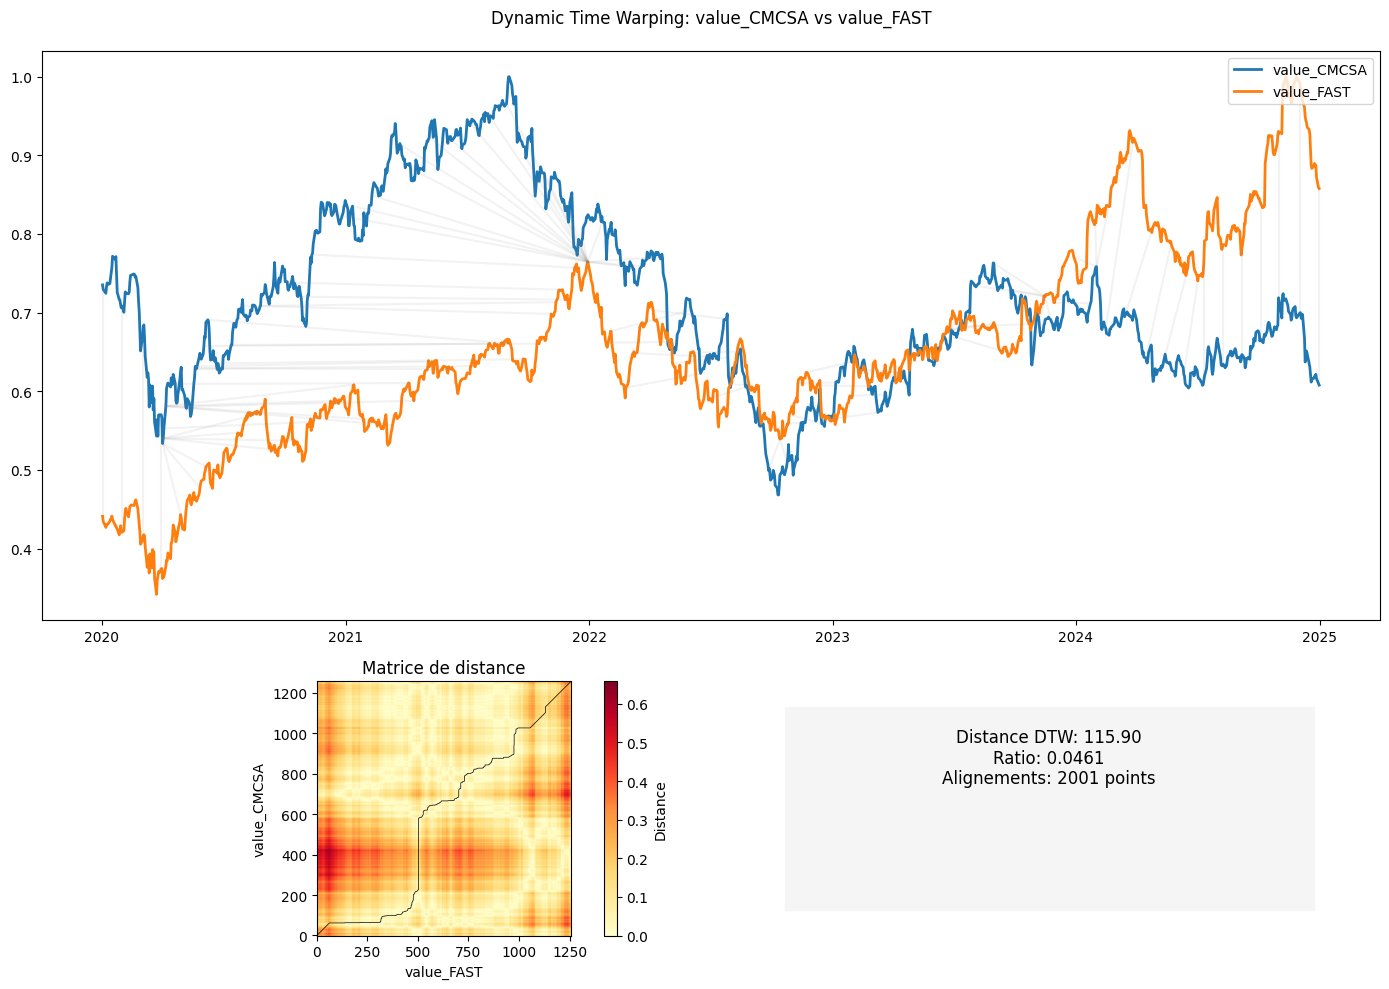 Dynamic Time Warping: value_CMCSA vs value_FAST
1.0
0.9
0.8
0.7
0.6
0.5
0.4
value_CMCSA
value_FAST
2020 2021 2022 2023 2024 2025
Matrice de distance
value_CMCSA
1200
1000
800
600
400
200
0
0 250 500 750 1000 1250
value_FAST
0.6
0.5
0.4
0.3
0.2
0.1
0.0
Distance
Distance DTW: 115.90
Ratio: 0.0461
Alignements: 2001 points